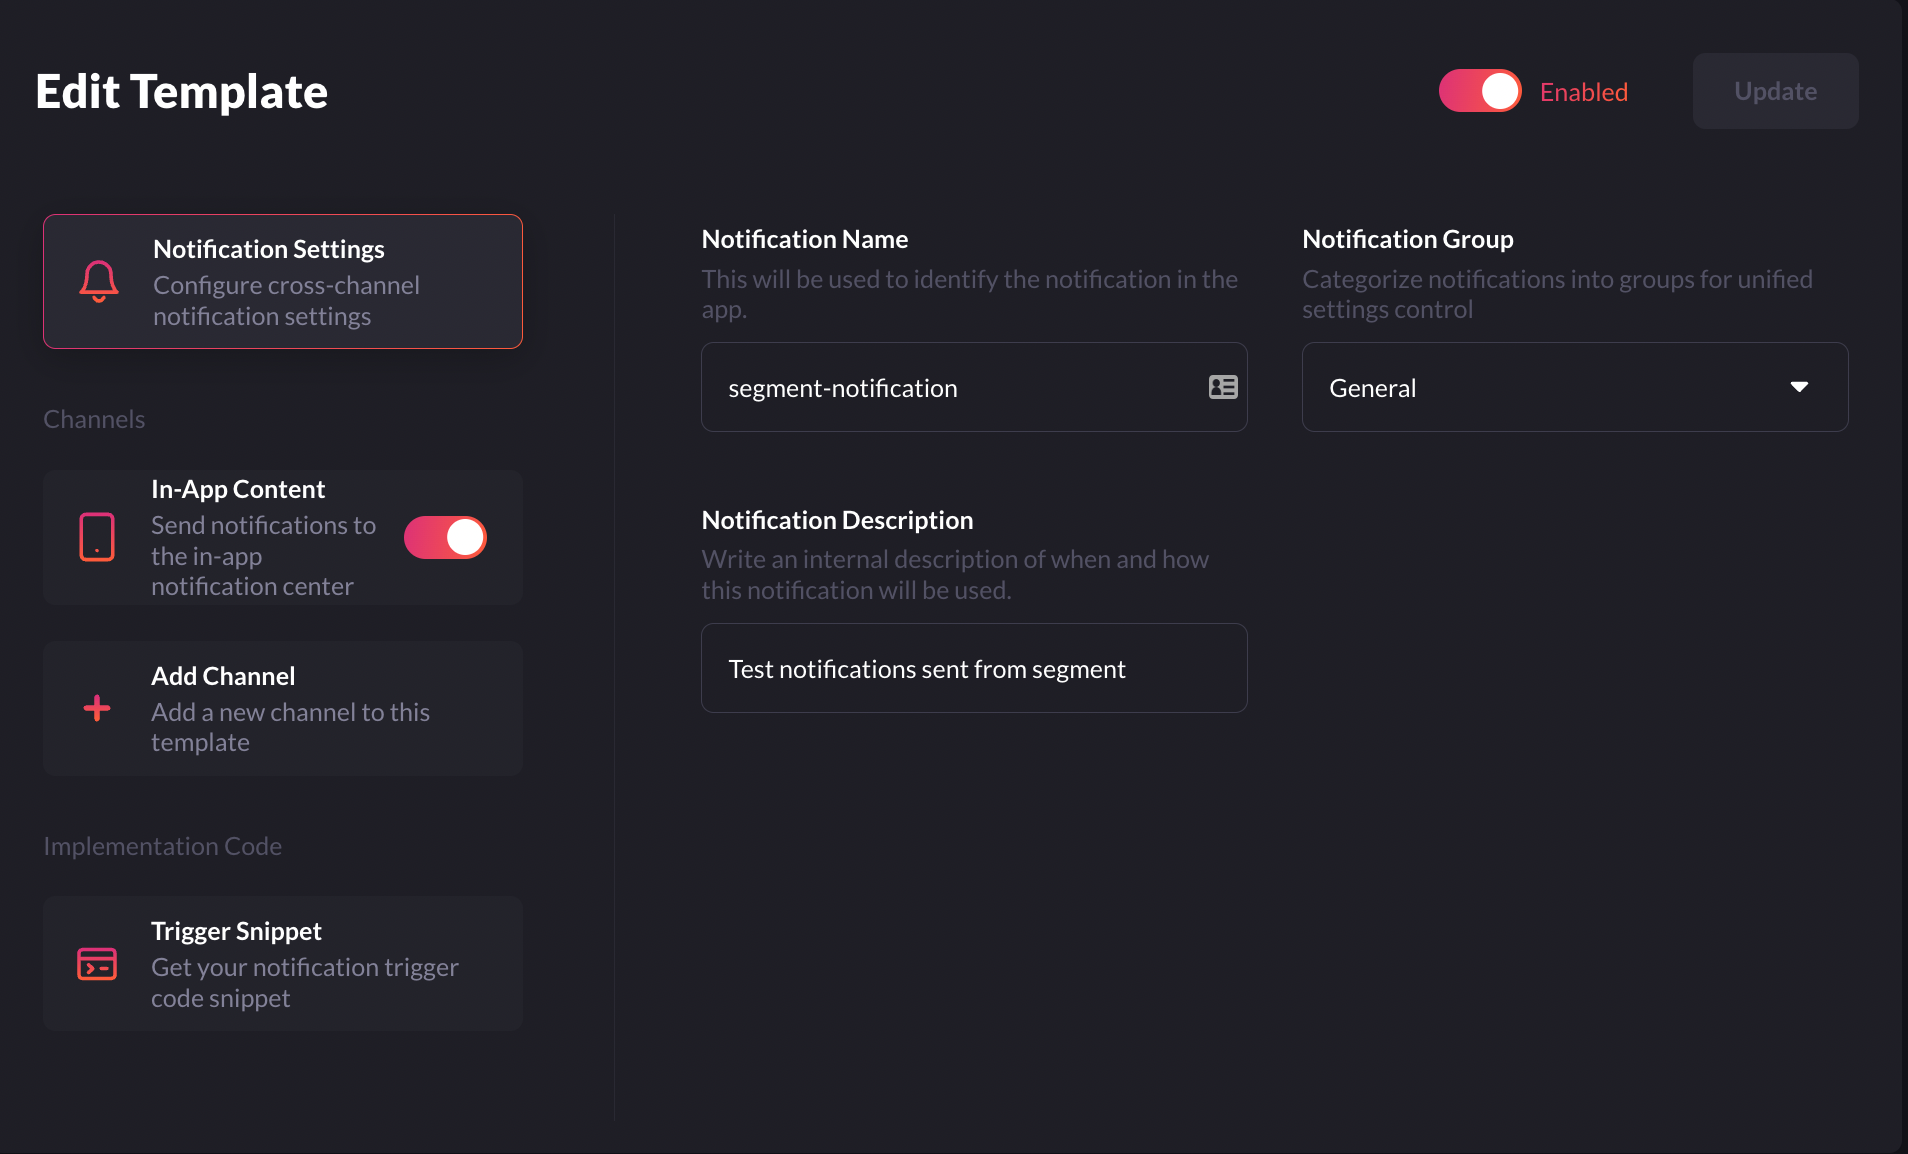 Edit Template
Enabled
Update
Notification Settings
Configure cross-channel
notification settings
Channels
In-App Content
Send notifications to
the in-app
notification center
Add Channel
Add a new channel to this
template
Implementation Code
Trigger Snippet
Get your notification trigger
code snippet
Notification Name
This will be used to identify the notification in the
app.
segment-notification
Notification Group
Categorize notifications into groups for unified
settings control
General
Notification Description
Write an internal description of when and how
this notification will be used.
Test notifications sent from segment